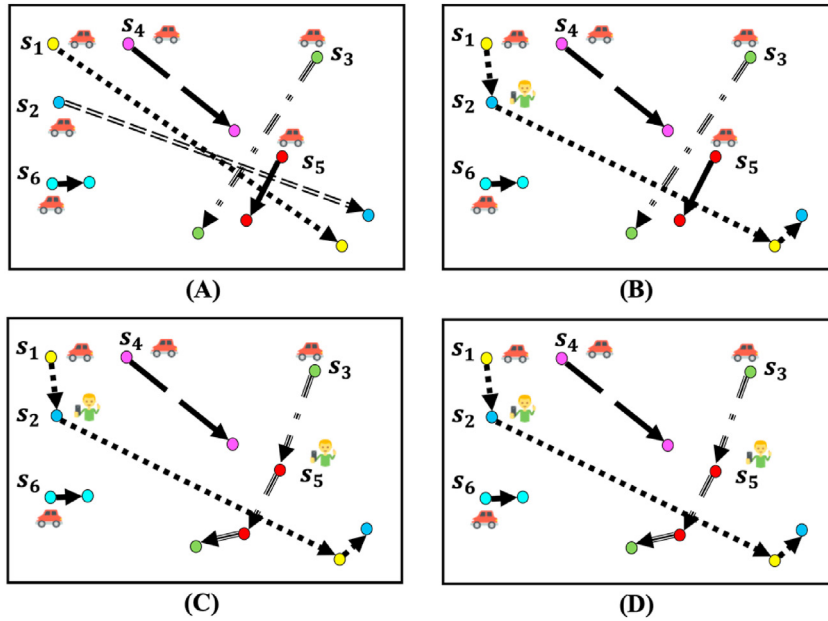 s₁ s₄ s₃
s₂
s₅
s₆
(A)
s₁ s₄ s₃
s₂
s₅
s₆
(B)
s₁ s₄ s₃
s₂
s₅
s₆
(C)
s₁ s₄ s₃
s₂
s₅
s₆
(D)